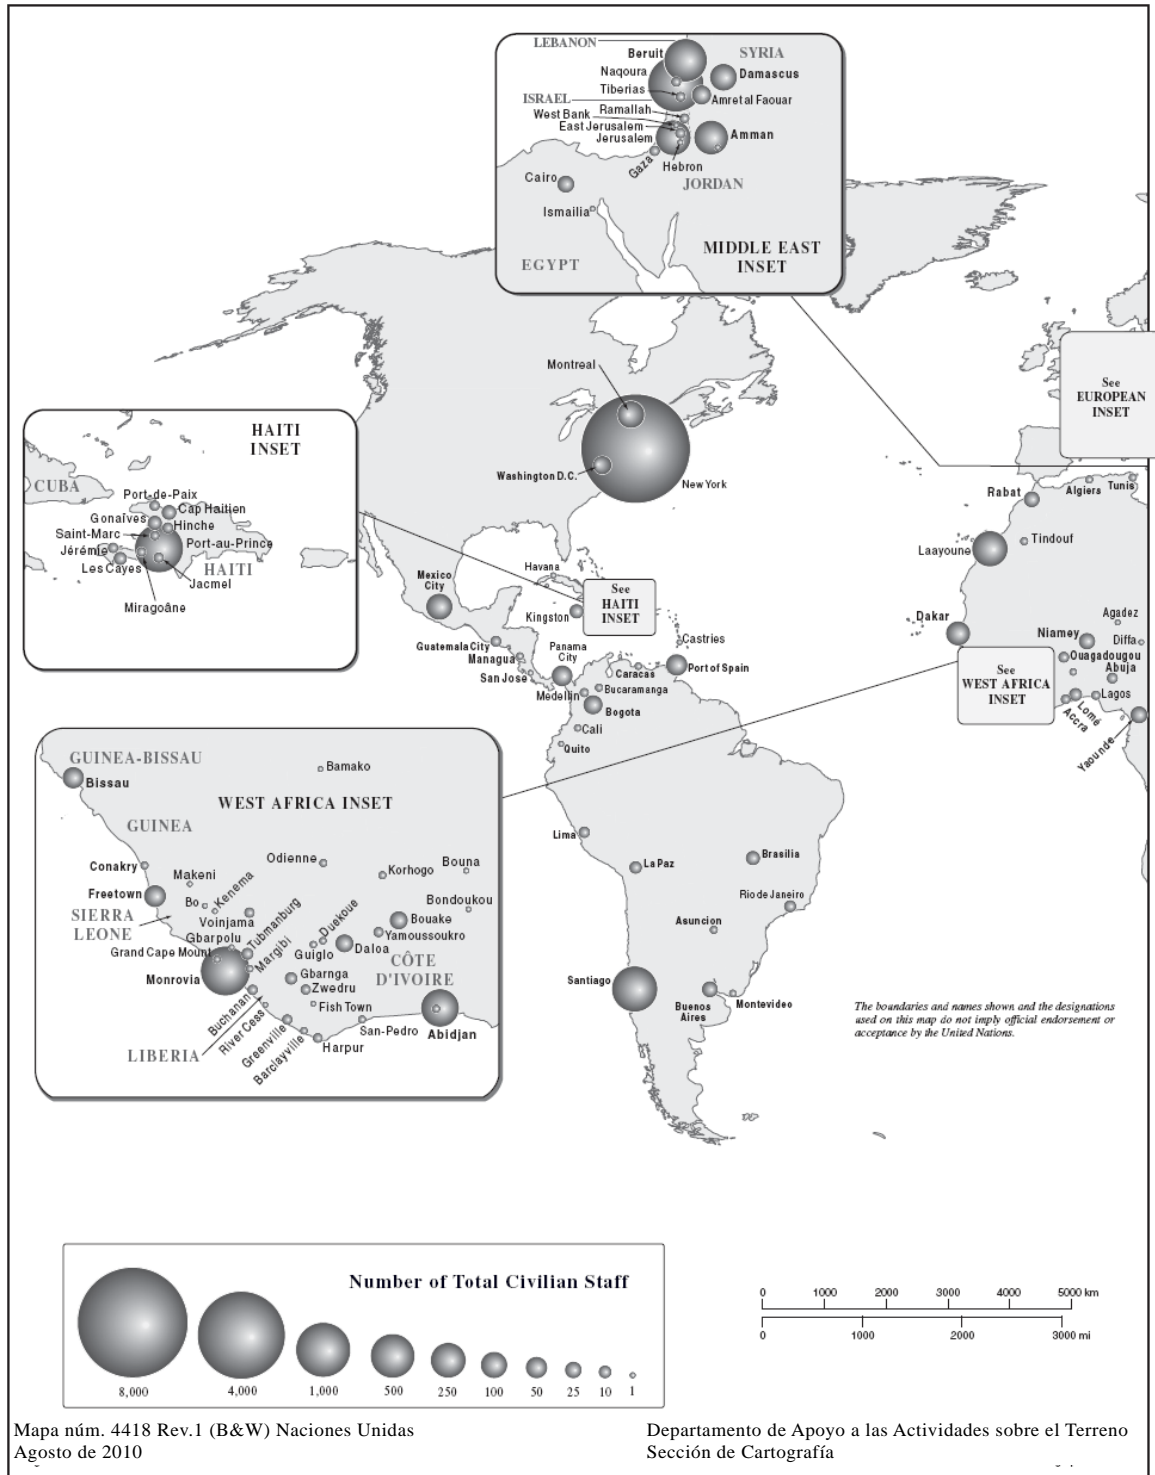 LEBANON
Beruit
SYRIA
Naqoura
Damascus
Tiberias
ISRAEL
Amret al Faouar
Ramallah
West Bank
East Jerusalem
Jerusalem
Amman
Gaza
Hebron
JORDAN
Cairo
Ismailia
EGYPT
MIDDLE EAST
INSET
Montreal
Washington D.C.
New York
See
EUROPEAN
INSET
HAITI
INSET
CUBA
Port-de-Paix
Cap Haitien
Gonaïves
Hinche
Saint-Marc
Port-au-Prince
Jérémie
HAITI
Les Cayes
Jacmel
Miragoâne
Rabat
Algiers
Tunis
Laayoune
Tindouf
Mexico
City
Havana
See
HAITI
INSET
Kingston
Dakar
Agadez
Niamey
Diffa
Ouagadougou
Abuja
Guatemala City
Managua
San Jose
Panama
City
Castries
Caracas
Port of Spain
Medellin
Bucaramanga
Bogota
Cali
Quito
See
WEST AFRICA
INSET
Lagos
Lomé
Accra
Yaounde
GUINEA-BISSAU
Bissau
Bamako
WEST AFRICA INSET
GUINEA
Conakry
Makeni
Odienne
Korhogo
Bouna
Freetown
Bo
Kenema
Bondoukou
SIERRA
LEONE
Voinjama
Tubmanburg
Duekoue
Bouake
Gbarpolu
Yamoussoukro
Grand Cape Mount
Margibi
Guiglo
Daloa
CÔTE
D'IVOIRE
Monrovia
Gbarnga
Zwedru
Buchanan
Fish Town
River Cess
San-Pedro
Abidjan
LIBERIA
Greenville
Barclayville
Harpur
Lima
La Paz
Brasilia
Rio de Janeiro
Asuncion
Santiago
Buenos
Aires
Montevideo
The boundaries and names shown and the designations
used on this map do not imply official endorsement or
acceptance by the United Nations.
Number of Total Civilian Staff
8,000 4,000 1,000 500 250 100 50 25 10 1
0 1000 2000 3000 4000 5000 km
0 1000 2000 3000 mi
Mapa núm. 4418 Rev.1 (B&W) Naciones Unidas
Agosto de 2010
Departamento de Apoyo a las Actividades sobre el Terreno
Sección de Cartografía